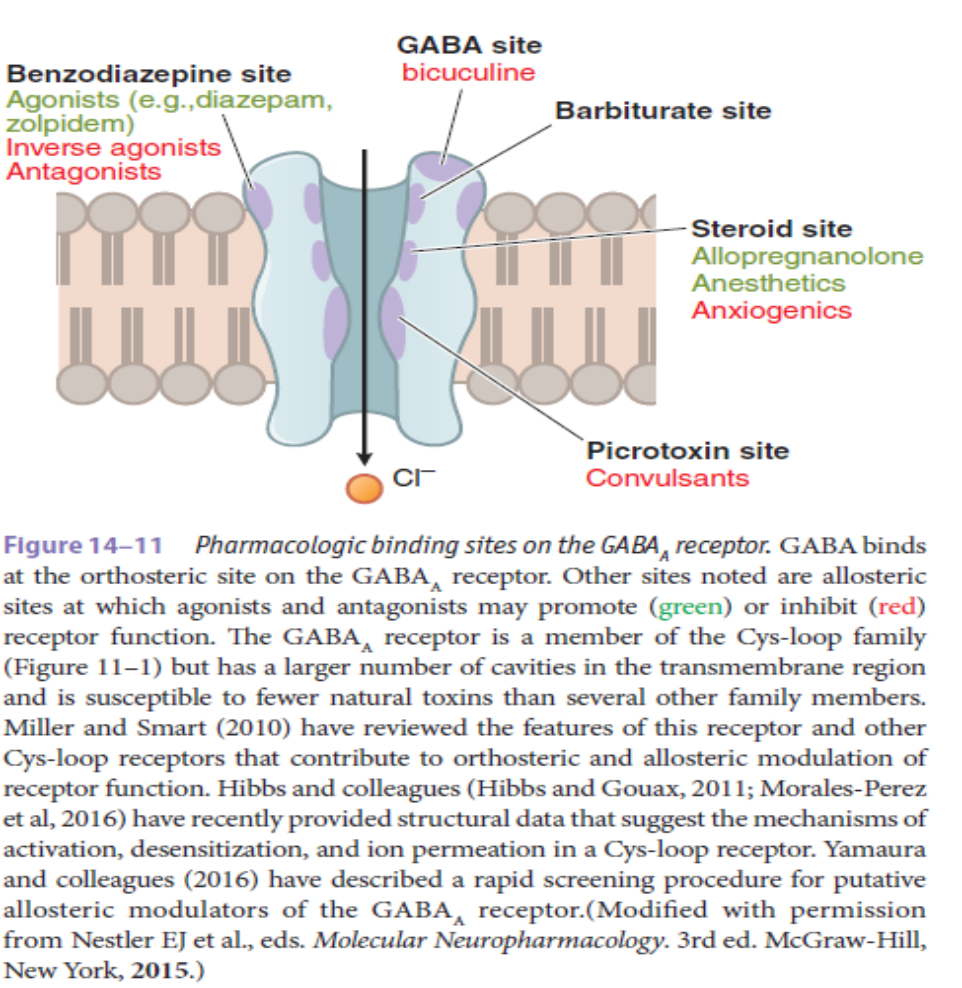 GABA site
bicuculine
Benzodiazepine site
Agonists (e.g.,diazepam,
zolpidem)
Inverse agonists
Antagonists
Barbiturate site
Steroid site
Allopregnanolone
Anesthetics
Anxiogenics
Picrotoxin site
Convulsants
Cl⁻
Figure 14–11 Pharmacologic binding sites on the GABA_A receptor. GABA binds
at the orthosteric site on the GABA_A receptor. Other sites noted are allosteric
sites at which agonists and antagonists may promote (green) or inhibit (red)
receptor function. The GABA_A receptor is a member of the Cys-loop family
(Figure 11–1) but has a larger number of cavities in the transmembrane region
and is susceptible to fewer natural toxins than several other family members.
Miller and Smart (2010) have reviewed the features of this receptor and other
Cys-loop receptors that contribute to orthosteric and allosteric modulation of
receptor function. Hibbs and colleagues (Hibbs and Gouax, 2011; Morales-Perez
et al, 2016) have recently provided structural data that suggest the mechanisms of
activation, desensitization, and ion permeation in a Cys-loop receptor. Yamaura
and colleagues (2016) have described a rapid screening procedure for putative
allosteric modulators of the GABA_A receptor.(Modified with permission
from Nestler EJ et al., eds. Molecular Neuropharmacology. 3rd ed. McGraw-Hill,
New York, 2015.)